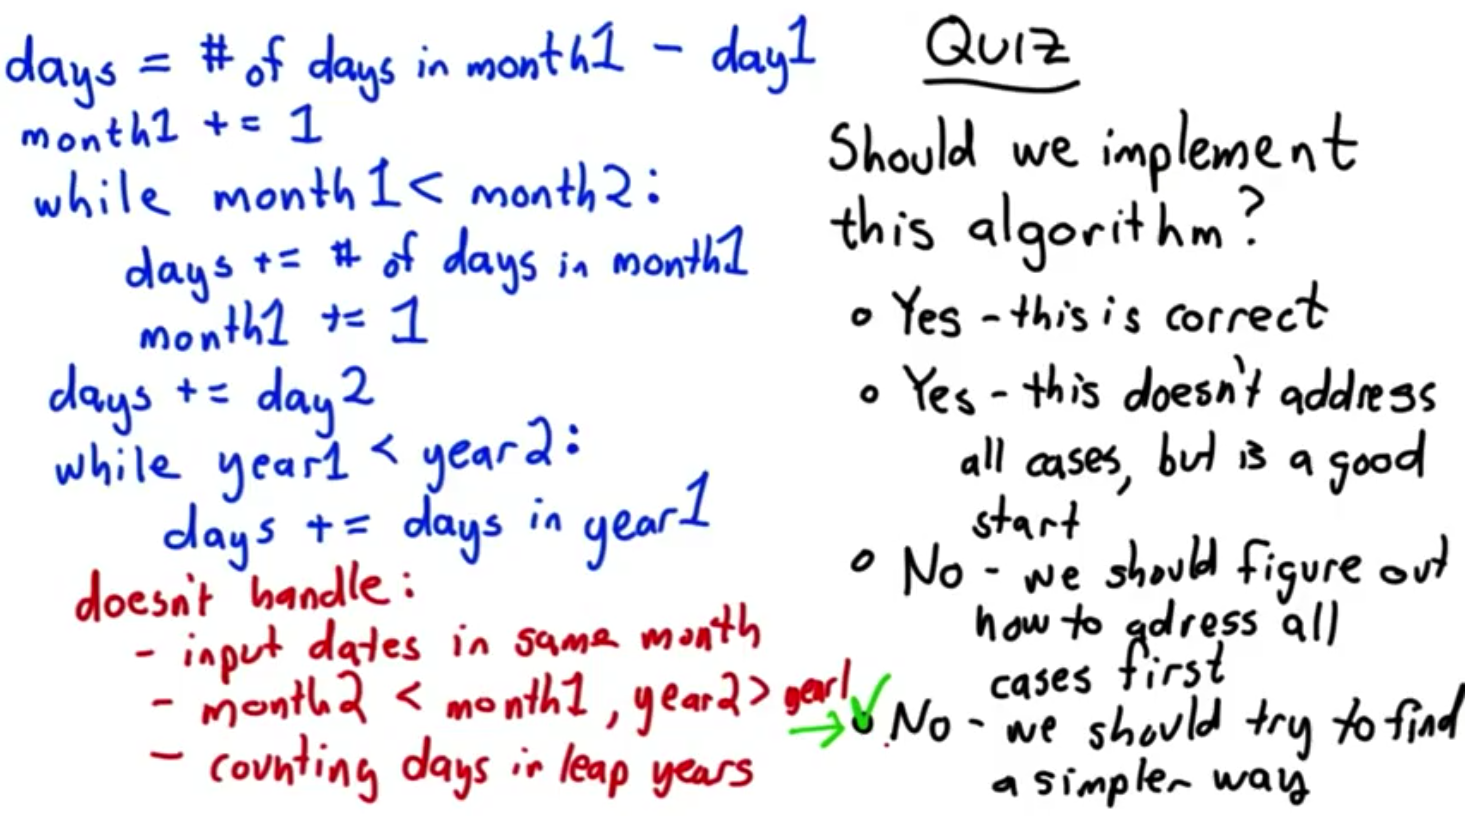 days = # of days in month1 - day1
month1 += 1
while month1 < month2:
days += # of days in month1
month1 += 1
days += day2
while year1 < year2:
days += days in year1
doesn't handle:
- input dates in same month
- month2 < month1, year2 > year1
- counting days in leap years
QUIZ
Should we implement
this algorithm?
Yes - this is correct
Yes - this doesn't address
all cases, but is a good
start
No - we should figure out
how to adress all
cases first
No - we should try to find
a simpler way